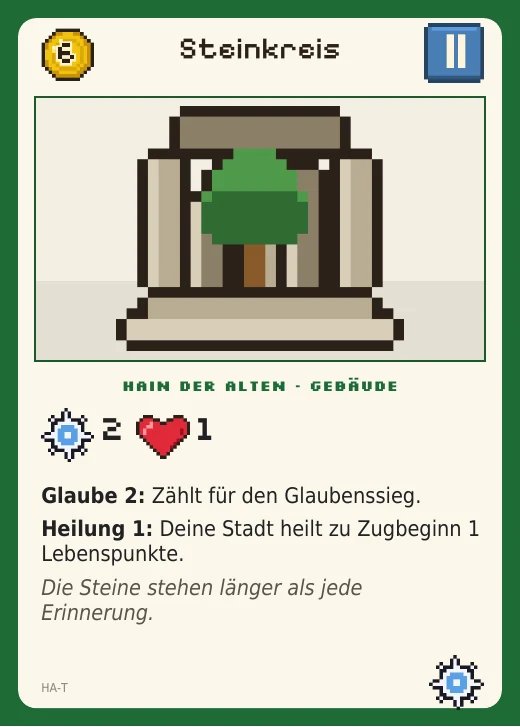 6
Steinkreis
II
HAIN DER ALTEN - GEBÄUDE
2 1
Glaube 2: Zählt für den Glaubenssieg.
Heilung 1: Deine Stadt heilt zu Zugbeginn 1
Lebenspunkte.
Die Steine stehen länger als jede
Erinnerung.
HA-T